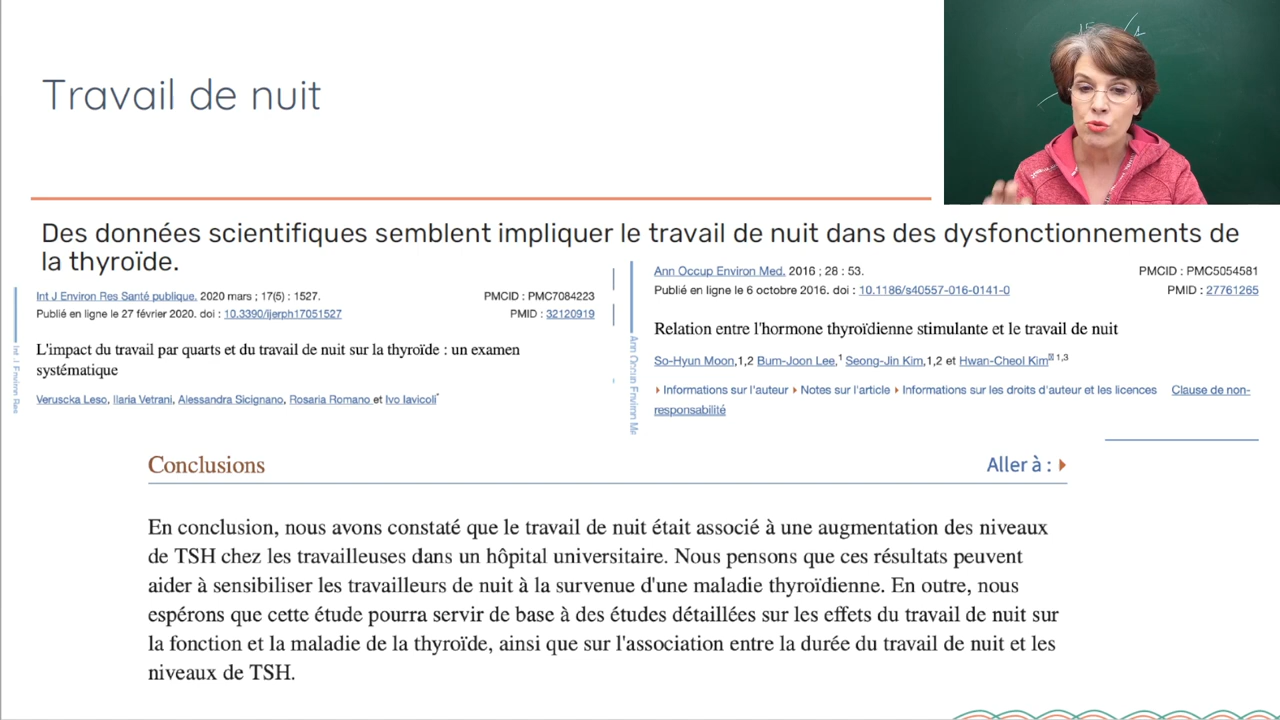 Travail de nuit
Des données scientifiques semblent impliquer le travail de nuit dans des dysfonctionnements de
la thyroïde.
Int J Environ Res Santé publique. 2020 mars ; 17(5) : 1527.
PMCID : PMC7084223
Publié en ligne le 27 février 2020. doi : 10.3390/ijerph17051527
PMID : 32120919
L'impact du travail par quarts et du travail de nuit sur la thyroïde : un examen
systématique
Veruscka Leso, Ilaria Vetrani, Alessandra Sicignano, Rosaria Romano et Ivo Iavicoli*
Int J Environ Res
Ann Occup Environ Med. 2016 ; 28 : 53.
PMCID : PMC5054581
Publié en ligne le 6 octobre 2016. doi : 10.1186/s40557-016-0141-0
PMID : 27761265
Relation entre l'hormone thyroïdienne stimulante et le travail de nuit
So-Hyun Moon,1,2 Bum-Joon Lee,1 Seong-Jin Kim,1,2 et Hwan-Cheol Kim 1,3
Informations sur l'auteur Notes sur l'article Informations sur les droits d'auteur et les licences Clause de non-
responsabilité
Ann Occup Environ Me
Conclusions
Aller à :
En conclusion, nous avons constaté que le travail de nuit était associé à une augmentation des niveaux
de TSH chez les travailleuses dans un hôpital universitaire. Nous pensons que ces résultats peuvent
aider à sensibiliser les travailleurs de nuit à la survenue d'une maladie thyroïdienne. En outre, nous
espérons que cette étude pourra servir de base à des études détaillées sur les effets du travail de nuit sur
la fonction et la maladie de la thyroïde, ainsi que sur l'association entre la durée du travail de nuit et les
niveaux de TSH.